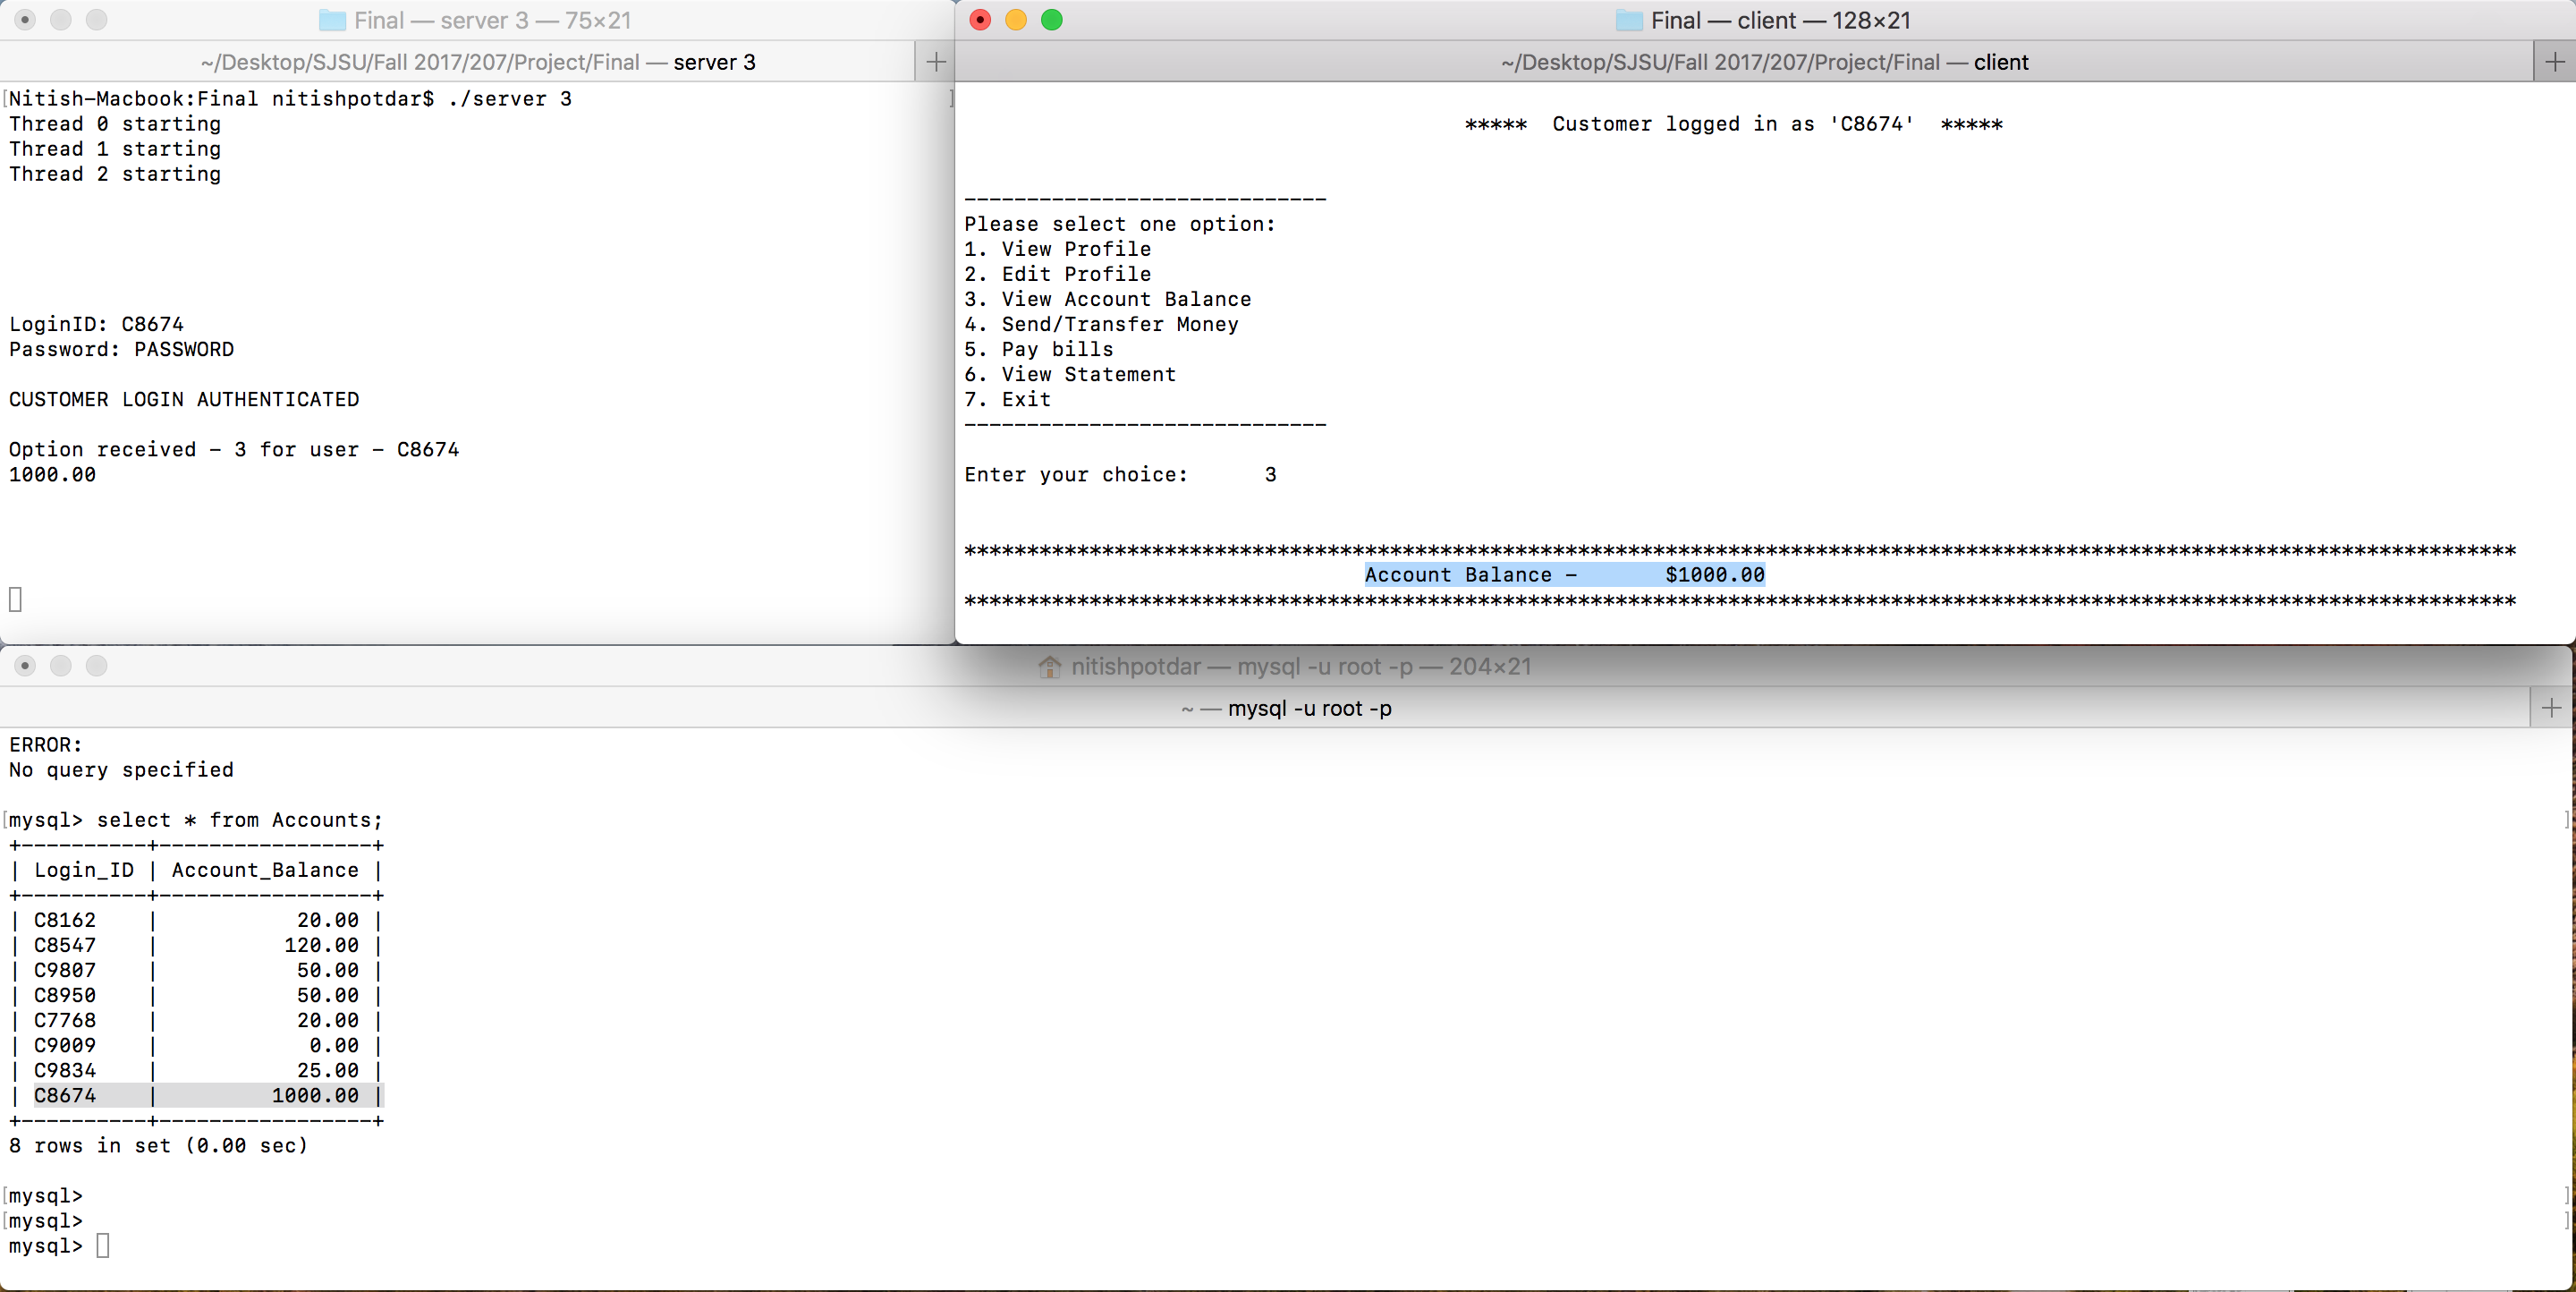 Final — server 3 — 75×21
~/Desktop/SJSU/Fall 2017/207/Project/Final — server 3
Nitish-Macbook:Final nitishpotdar$ ./server 3
Thread 0 starting
Thread 1 starting
Thread 2 starting
LoginID: C8674
Password: PASSWORD
CUSTOMER LOGIN AUTHENTICATED
Option received - 3 for user - C8674
1000.00
Final — client — 128×21
~/Desktop/SJSU/Fall 2017/207/Project/Final — client
***** Customer logged in as 'C8674' *****
-----------------------------
Please select one option:
1. View Profile
2. Edit Profile
3. View Account Balance
4. Send/Transfer Money
5. Pay bills
6. View Statement
7. Exit
-----------------------------
Enter your choice: 3
****************************************************************************************************************************
Account Balance - $1000.00
****************************************************************************************************************************
nitishpotdar — mysql -u root -p — 204×21
~ — mysql -u root -p
ERROR:
No query specified
mysql> select * from Accounts;
+----------+-----------------+
| Login_ID | Account_Balance |
+----------+-----------------+
| C8162    |           20.00 |
| C8547    |          120.00 |
| C9807    |           50.00 |
| C8950    |           50.00 |
| C7768    |           20.00 |
| C9009    |            0.00 |
| C9834    |           25.00 |
| C8674    |         1000.00 |
+----------+-----------------+
8 rows in set (0.00 sec)
mysql>
mysql>
mysql>